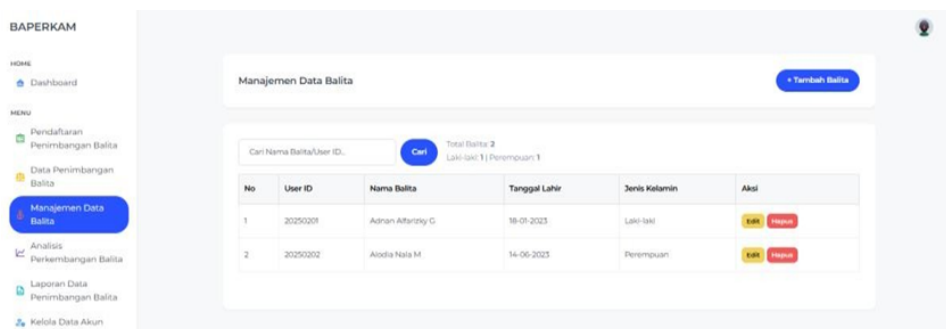 BAPERKAM
HOME
Dashboard
MENU
Pendaftaran
Penimbangan Balita
Data Penimbangan
Balita
Manajemen Data
Balita
Analisis
Perkembangan Balita
Laporan Data
Penimbangan Balita
Kelola Data Akun
Manajemen Data Balita
+ Tambah Balita
Cari Nama Balita/User ID...
Cari
Total Balita: 2
Laki-laki: 1 | Perempuan: 1
No User ID Nama Balita Tanggal Lahir Jenis Kelamin Aksi
1 20250201 Adnan Alfarizky G 18-01-2023 Laki-laki Edit Hapus
2 20250202 Alodia Nala M 14-06-2023 Perempuan Edit Hapus